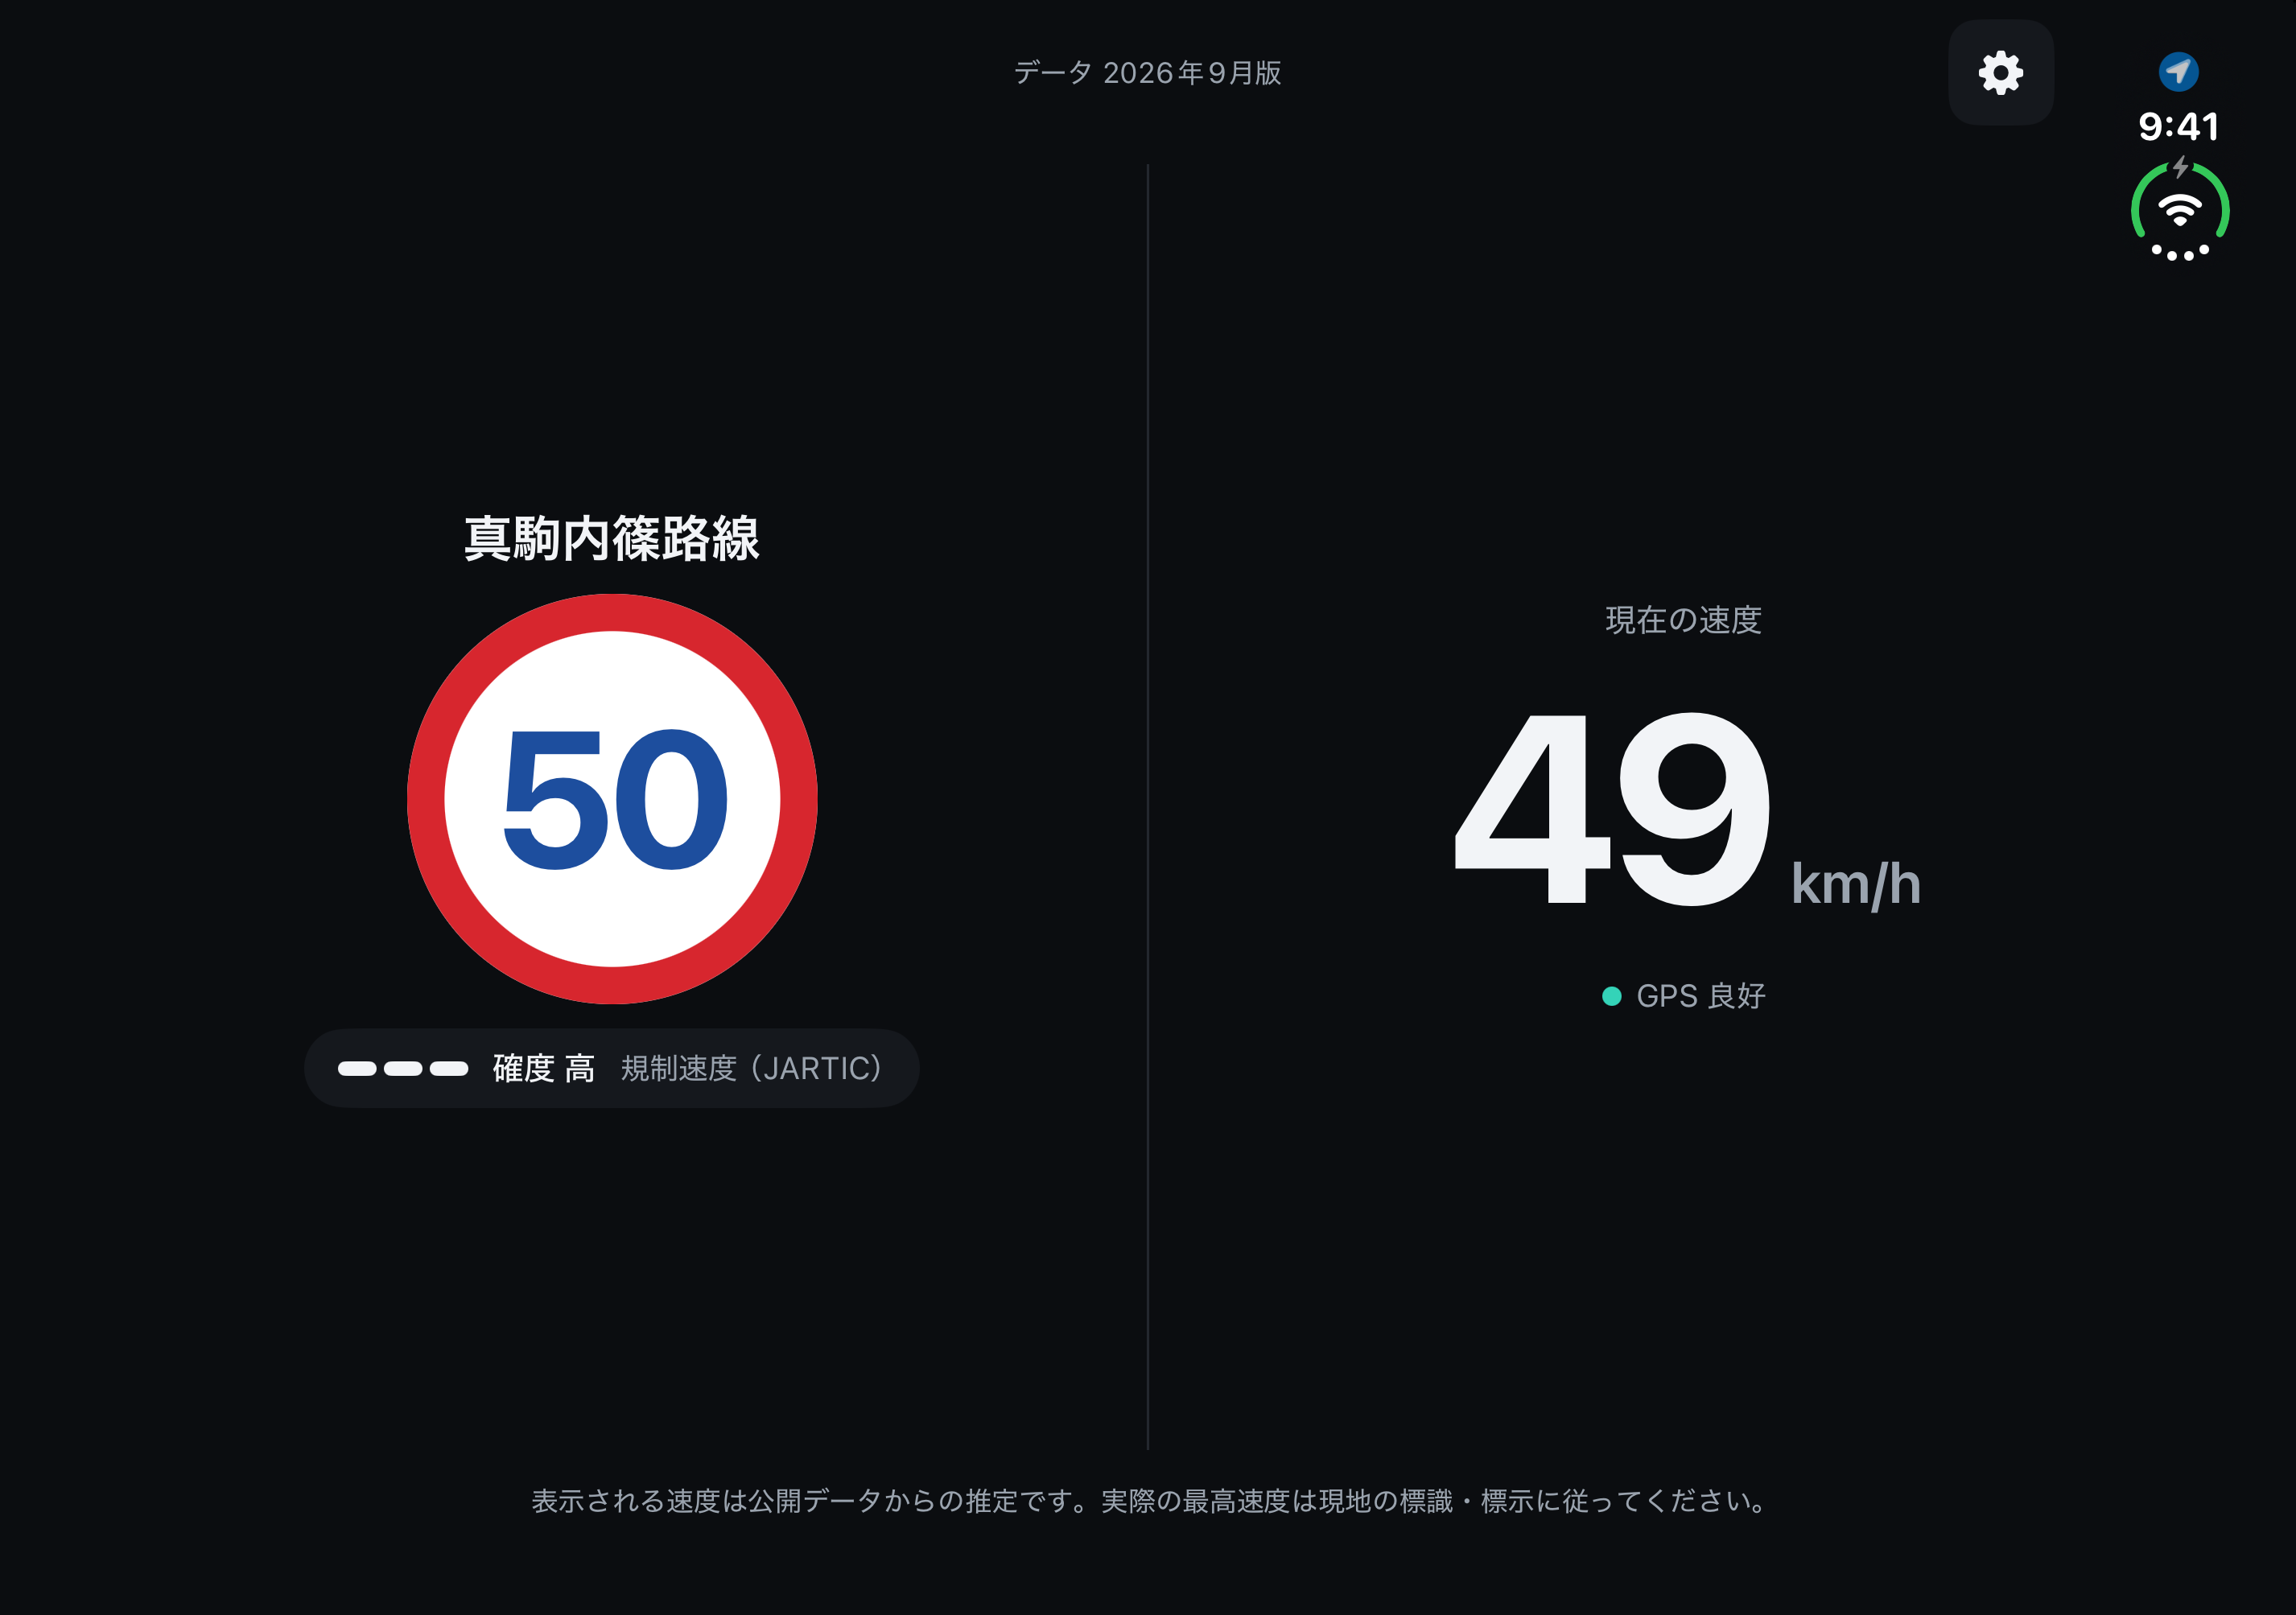 データ 2026年9月版
9:41
真駒内篠路線
50
確度 高 規制速度（JARTIC）
現在の速度
49 km/h
GPS 良好
表示される速度は公開データからの推定です。実際の最高速度は現地の標識・標示に従ってください。